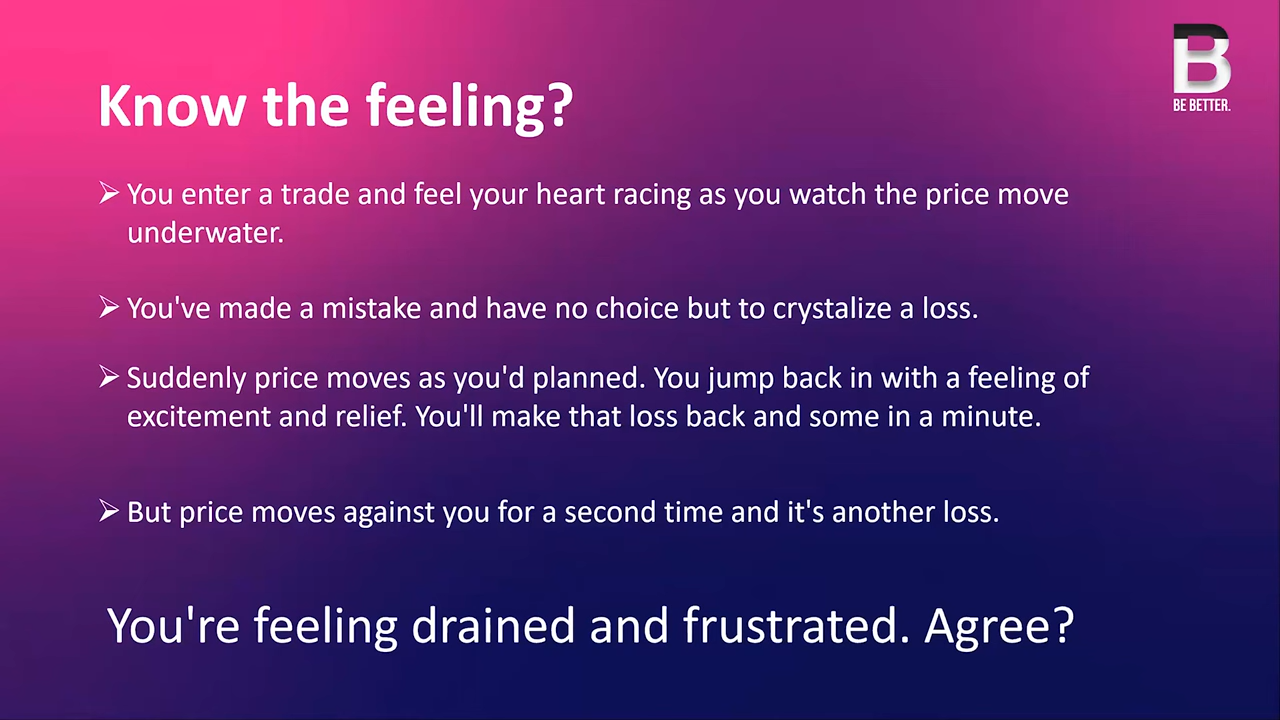 B
BE BETTER.
Know the feeling?
➢ You enter a trade and feel your heart racing as you watch the price move
underwater.
➢ You've made a mistake and have no choice but to crystalize a loss.
➢ Suddenly price moves as you'd planned. You jump back in with a feeling of
excitement and relief. You'll make that loss back and some in a minute.
➢ But price moves against you for a second time and it's another loss.
You're feeling drained and frustrated. Agree?